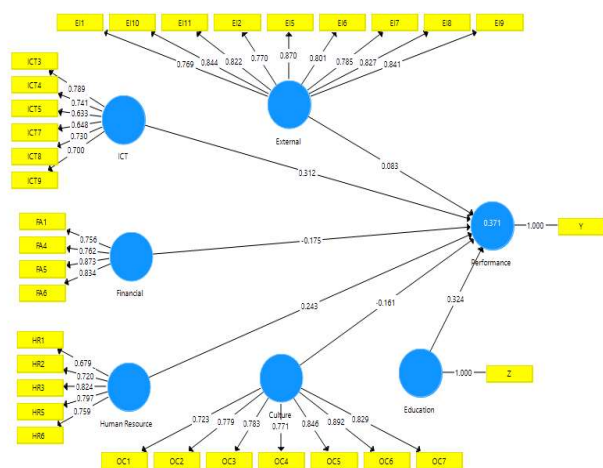 EI1 EI10 EI11 EI2 EI5 EI6 EI7 EI8 EI9
0.769 0.844 0.822 0.770 0.870 0.801 0.785 0.827 0.841
External
ICT3
ICT4
ICT5
ICT7
ICT8
ICT9
0.789
0.741
0.633
0.648
0.730
0.700
ICT
0.312
0.083
FA1
FA4
FA5
FA6
0.756
0.762
0.873
0.834
Financial
-0.175
0.371
Performance
1.000
Y
HR1
HR2
HR3
HR5
HR6
0.679
0.720
0.824
0.797
0.759
Human Resource
0.243
-0.161
0.324
Culture
Education
1.000
Z
0.723 0.779 0.783 0.771 0.846 0.892 0.829
OC1 OC2 OC3 OC4 OC5 OC6 OC7